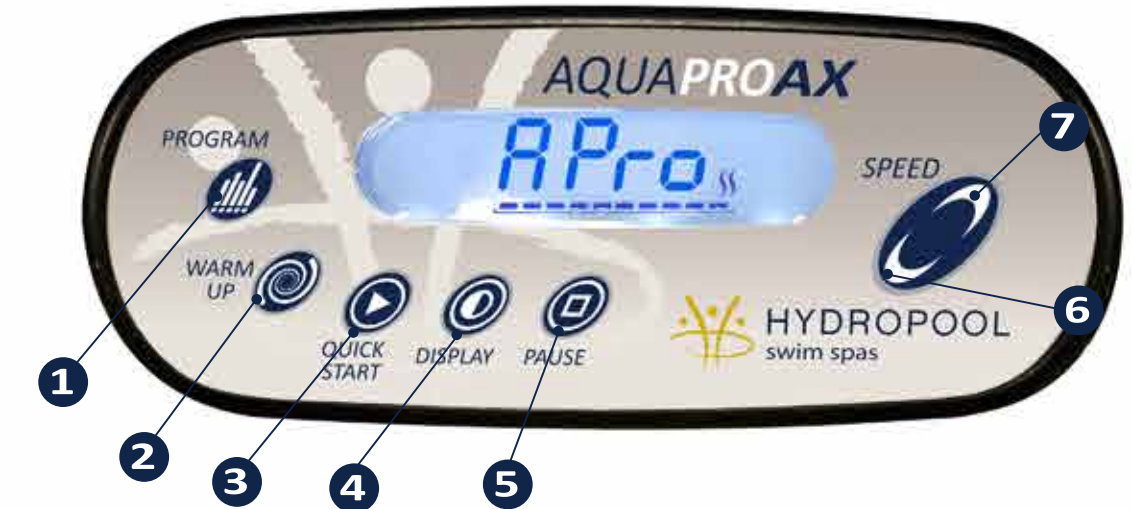 AQUAPROAX
APro
PROGRAM
SPEED
WARM
UP
QUICK
START
DISPLAY
PAUSE
HYDROPOOL
swim spas
1
2
3
4
5
6
7